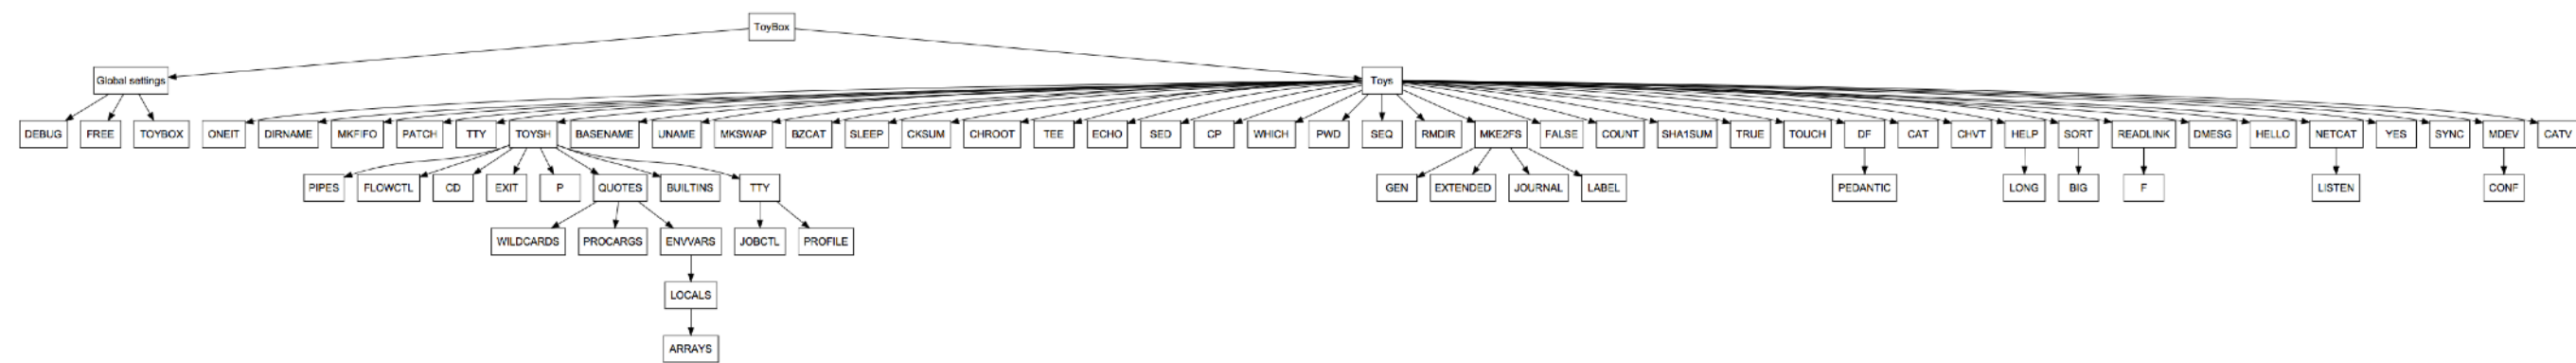 ToyBox
Global settings Toys
DEBUG FREE TOYBOX ONEIT DIRNAME MKFIFO PATCH TTY TOYSH BASENAME UNAME MKSWAP BZCAT SLEEP CKSUM CHROOT TEE ECHO SED CP WHICH PWD SEQ RMDIR MKE2FS FALSE COUNT SHA1SUM TRUE TOUCH DF CAT CHVT HELP SORT READLINK DMESG HELLO NETCAT YES SYNC MDEV CATV
PIPES FLOWCTL CD EXIT P QUOTES BUILTINS TTY GEN EXTENDED JOURNAL LABEL PEDANTIC LONG BIG F LISTEN CONF
WILDCARDS PROCARGS ENVVARS JOBCTL PROFILE
LOCALS
ARRAYS